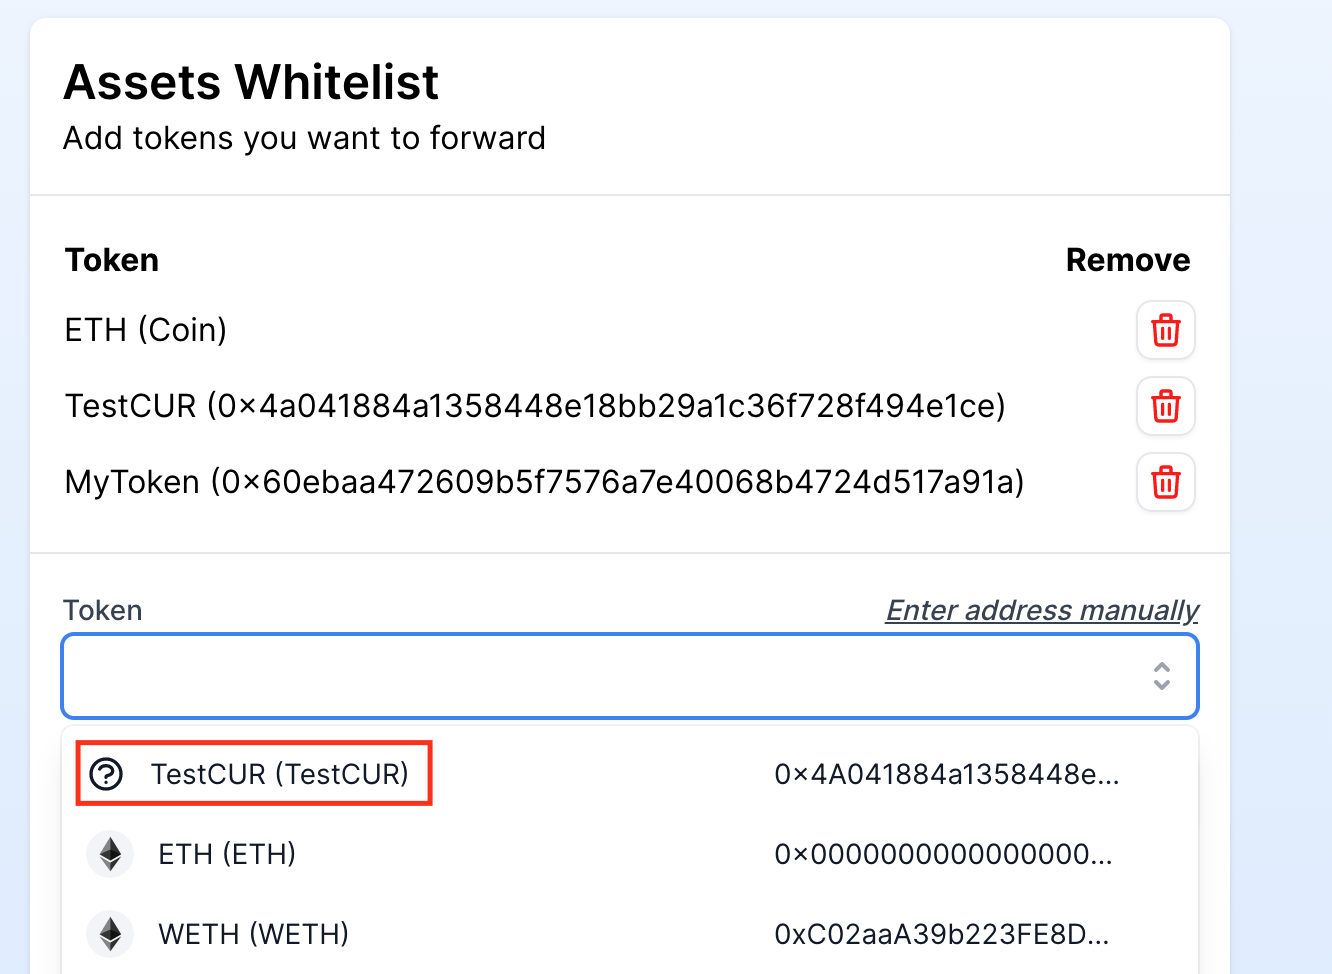 Assets Whitelist
Add tokens you want to forward
Token Remove
ETH (Coin)
TestCUR (0x4a041884a1358448e18bb29a1c36f728f494e1ce)
MyToken (0x60ebaa472609b5f7576a7e40068b4724d517a91a)
Token Enter address manually
TestCUR (TestCUR) 0x4A041884a1358448e...
ETH (ETH) 0x0000000000000000...
WETH (WETH) 0xC02aaA39b223FE8D...